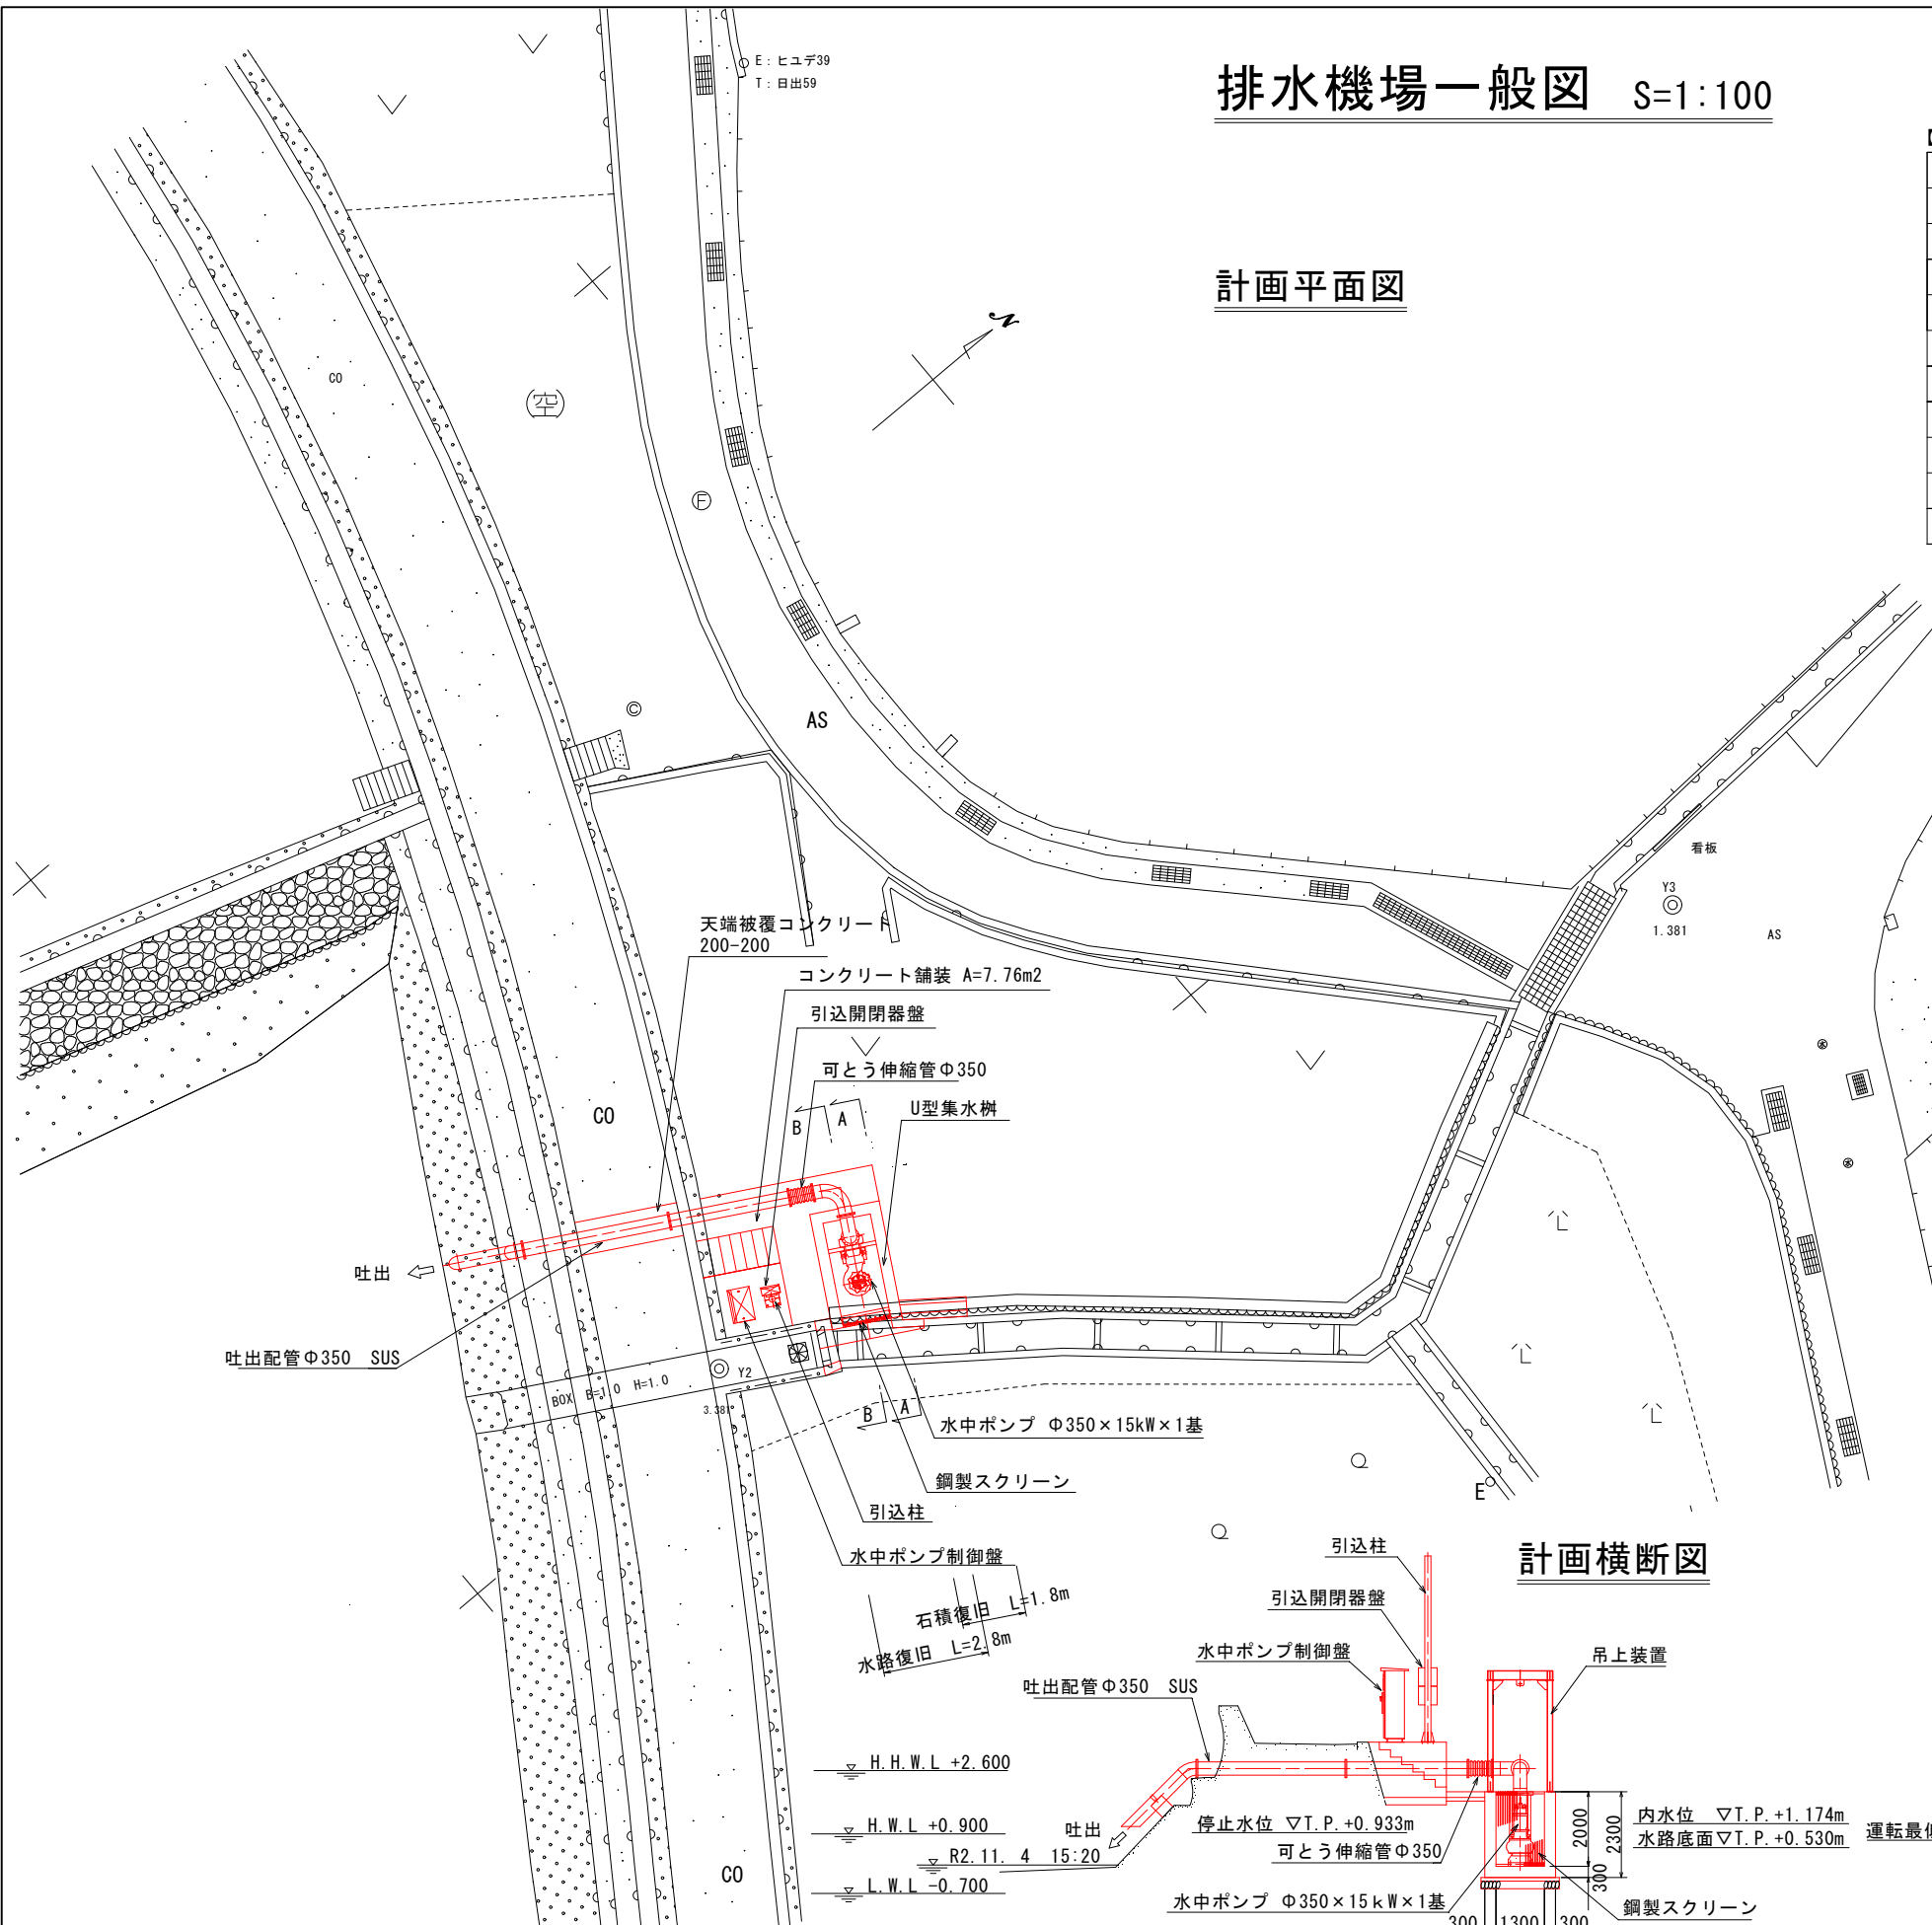 E：ヒユデ39
T：日出59
排水機場一般図 S=1:100
計画平面図
CO
(空)
F
C
AS
看板
Y3
1.381
AS
天端被覆コンクリート
200-200
コンクリート舗装 A=7.76m2
引込開閉器盤
可とう伸縮管Φ350
U型集水桝
B A
CO
吐出
吐出配管Φ350 SUS
BOX B=1.0 H=1.0
Y2
3.381
B A
水中ポンプ Φ350×15kW×1基
鋼製スクリーン
引込柱
水中ポンプ制御盤
E
石積復旧 L=1.8m
水路復旧 L=2.8m
計画横断図
引込柱
引込開閉器盤
水中ポンプ制御盤
吊上装置
吐出配管Φ350 SUS
H.H.W.L +2.600
H.W.L +0.900
R2.11. 4 15:20
L.W.L -0.700
吐出
停止水位 ▽T.P.+0.933m
可とう伸縮管Φ350
水中ポンプ Φ350×15kW×1基
2000
2300
300
内水位 ▽T.P.+1.174m
水路底面▽T.P.+0.530m
運転最低
鋼製スクリーン
300 1300 300
CO